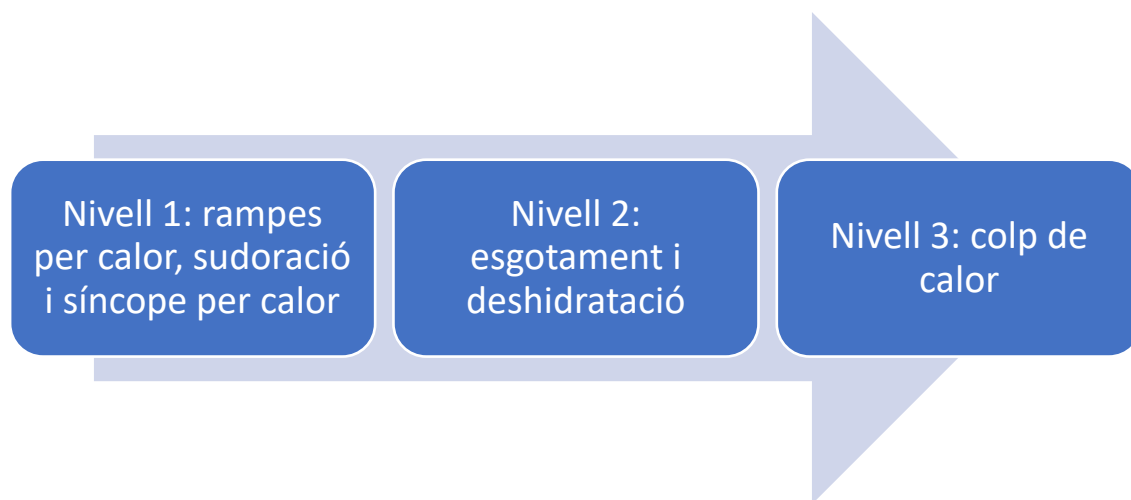 Nivell 1: rampes
per calor, sudoració
i síncope per calor
Nivell 2:
esgotament i
deshidratació
Nivell 3: colp de
calor